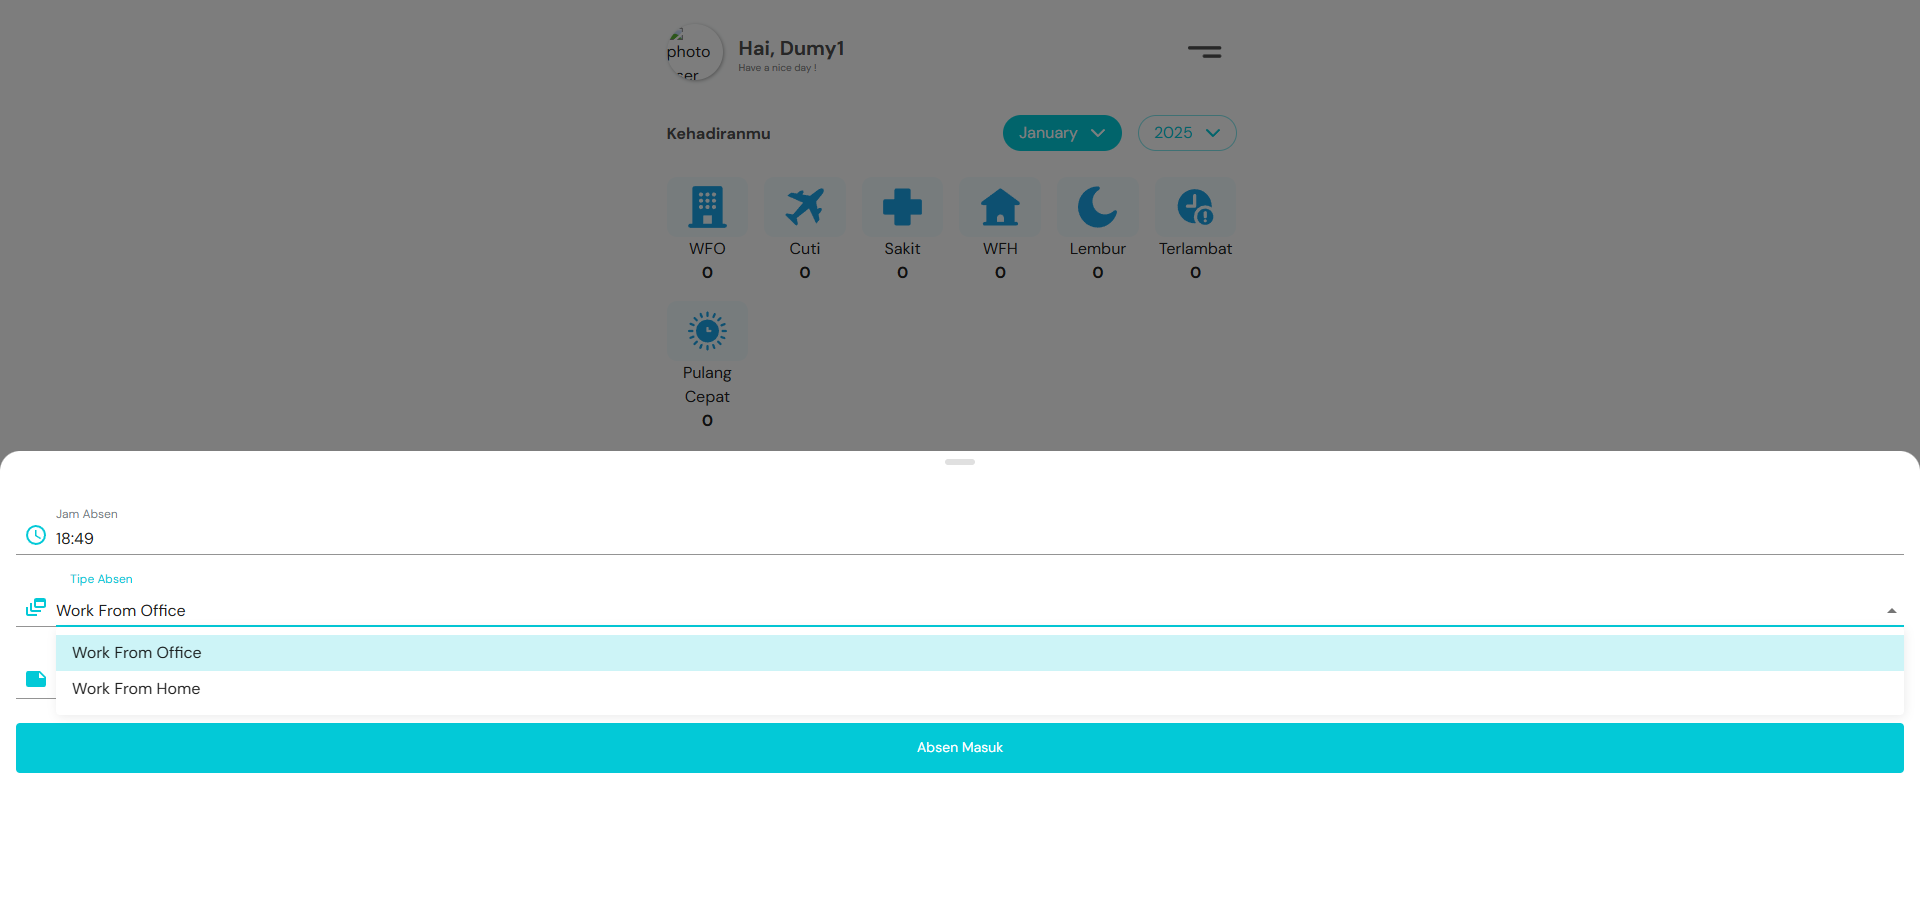 photo
ser
Hai, Dumy1
Have a nice day !
Kehadiranmu
January
2025
WFO
Cuti
Sakit
WFH
Lembur
Terlambat
0
0
0
0
0
0
Pulang
Cepat
0
Jam Absen
18:49
Tipe Absen
Work From Office
Work From Office
Work From Home
Absen Masuk